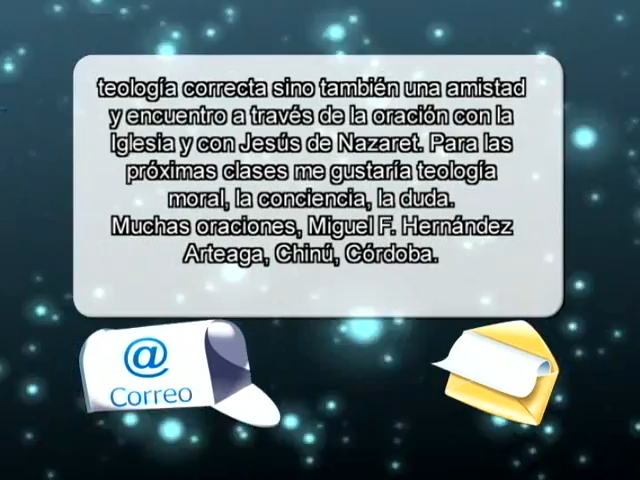 teología correcta sino también una amistad
y encuentro a través de la oración con la
Iglesia y con Jesús de Nazaret. Para las
próximas clases me gustaría teología
moral, la conciencia, la duda.
Muchas oraciones, Miguel F. Hernández
Arteaga, Chinú, Córdoba.
@
Correo